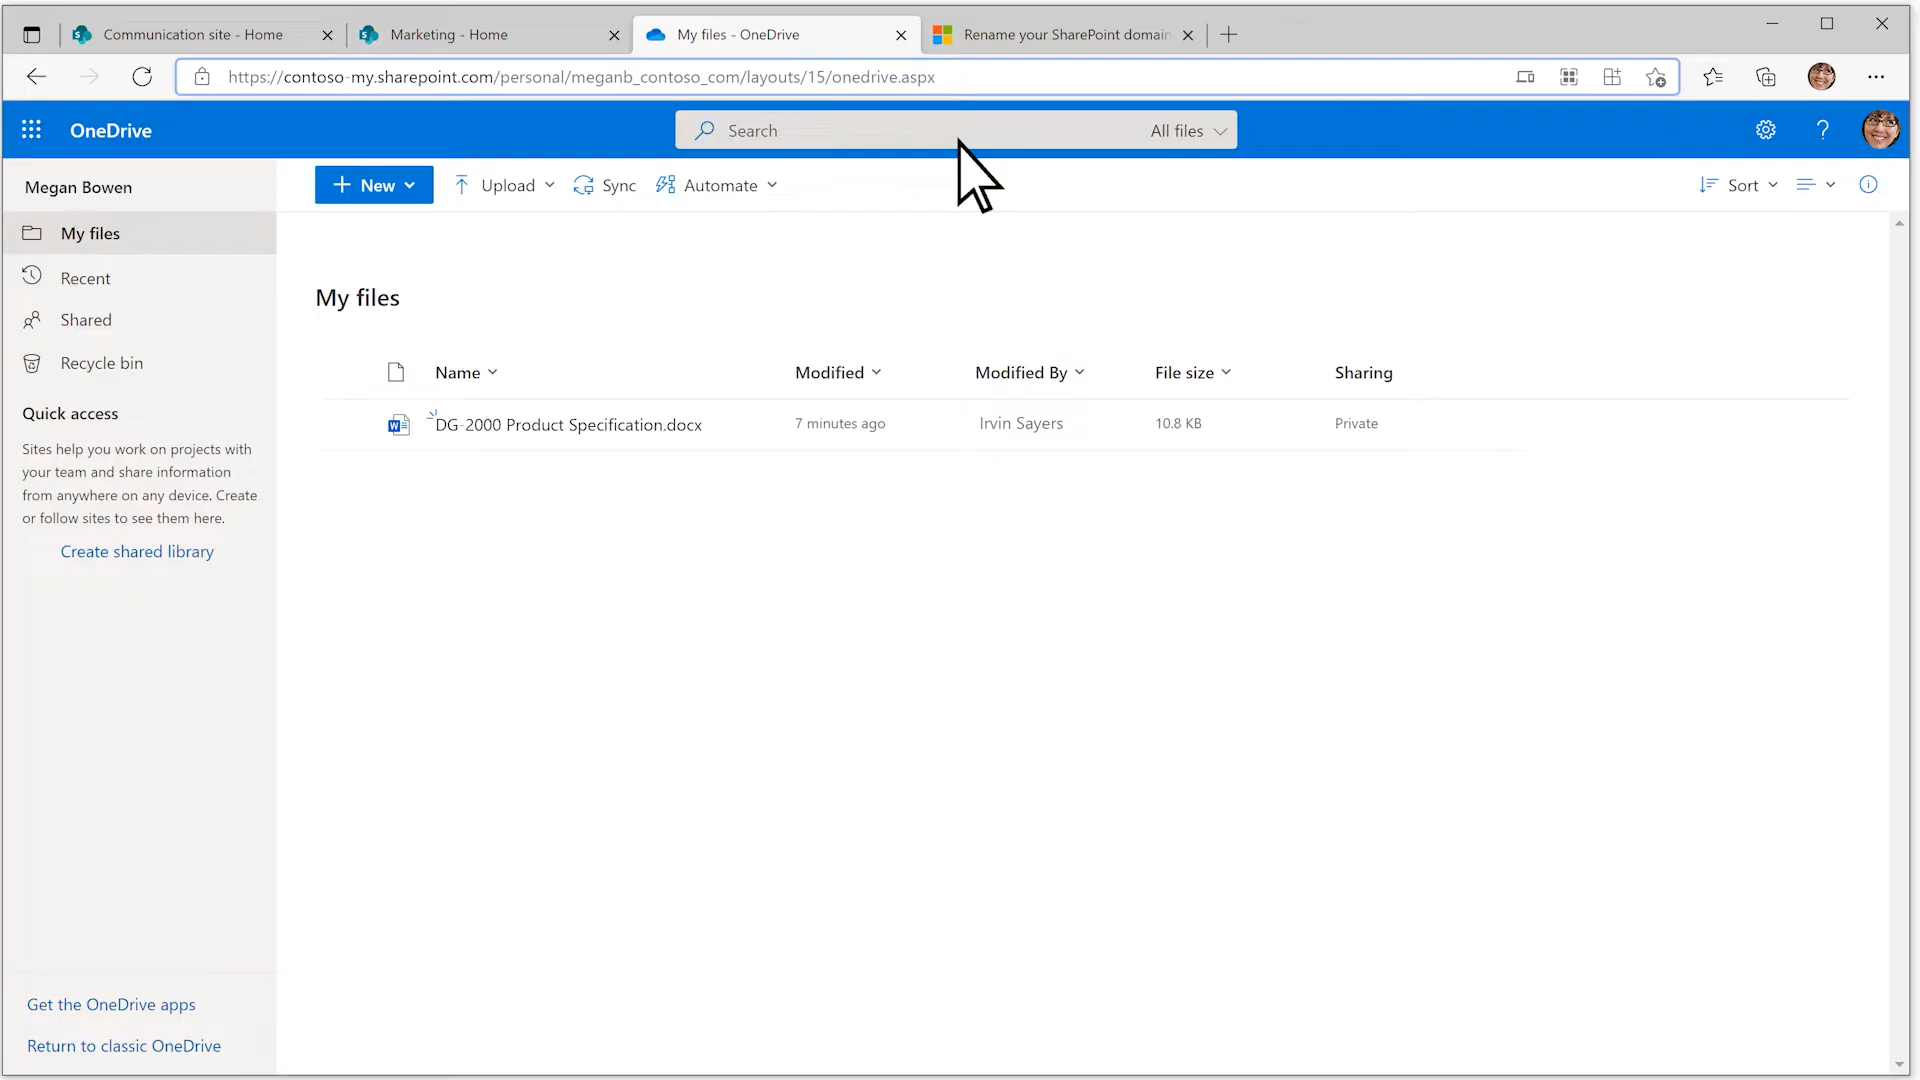 Communication site - Home
Marketing - Home
My files - OneDrive
Rename your SharePoint domain
https://contoso-my.sharepoint.com/personal/meganb_contoso_com/layouts/15/onedrive.aspx
OneDrive
Search
All files
Megan Bowen
New
Upload
Sync
Automate
Sort
My files
Recent
Shared
Recycle bin
Quick access
Sites help you work on projects with
your team and share information
from anywhere on any device. Create
or follow sites to see them here.
Create shared library
Get the OneDrive apps
Return to classic OneDrive
My files
Name
Modified
Modified By
File size
Sharing
DG-2000 Product Specification.docx
7 minutes ago
Irvin Sayers
10.8 KB
Private